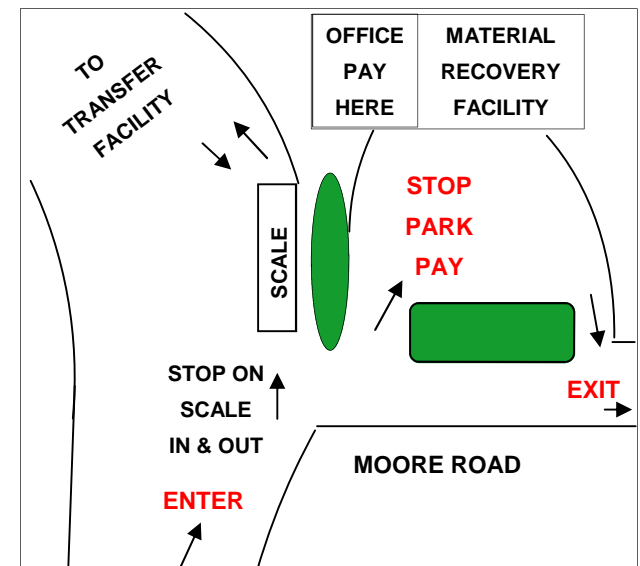 TO
TRANSFER
FACILITY
OFFICE
PAY
HERE
MATERIAL
RECOVERY
FACILITY
STOP
PARK
PAY
SCALE
STOP ON
SCALE
IN & OUT
EXIT
MOORE ROAD
ENTER